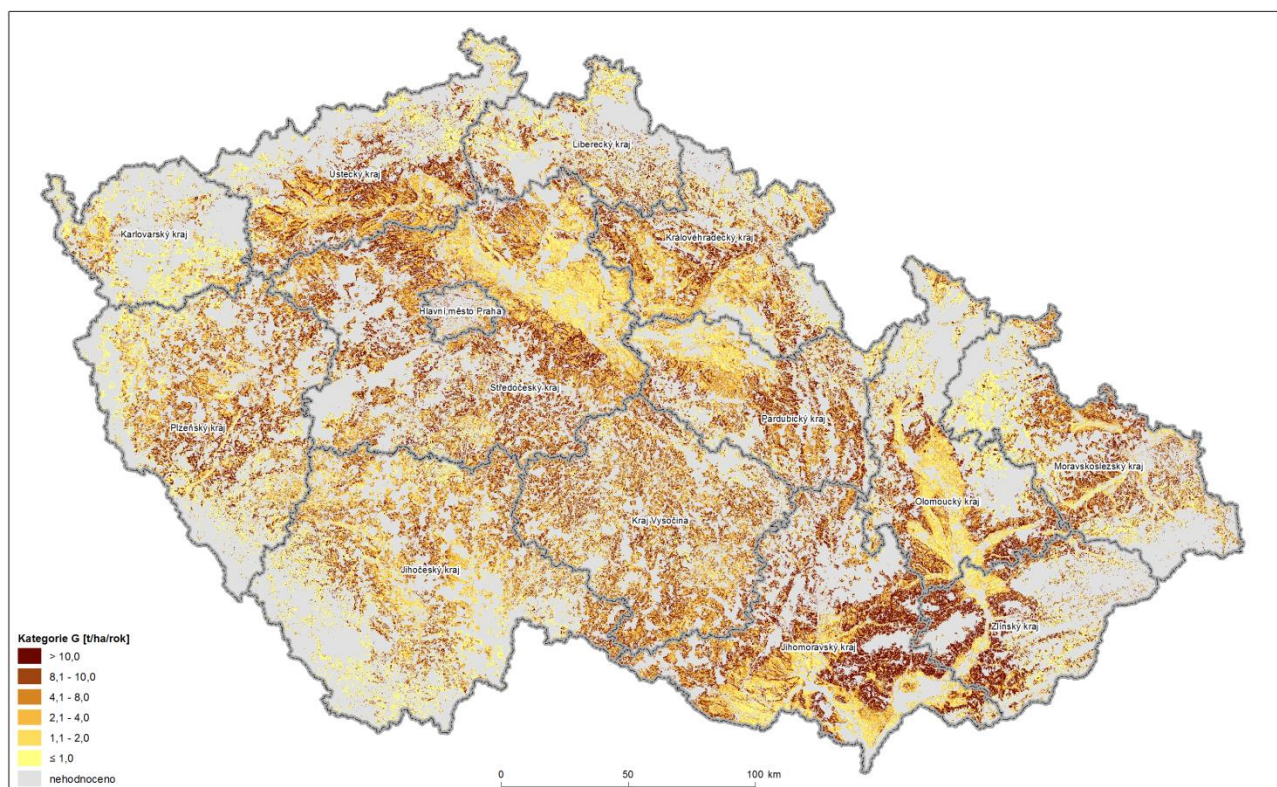 Liberecký kraj
Ústecký kraj
Karlovarský kraj
Královéhradecký kraj
Hlavní město Praha
Středočeský kraj
Plzeňský kraj
Pardubický kraj
Moravskoslezský kraj
Olomoucký kraj
Kraj Vysočina
Jihočeský kraj
Zlínský kraj
Jihomoravský kraj
Kategorie G [t/ha/rok]
> 10,0
8,1 - 10,0
4,1 - 8,0
2,1 - 4,0
1,1 - 2,0
≤ 1,0
nehodnoceno
0 50 100 km